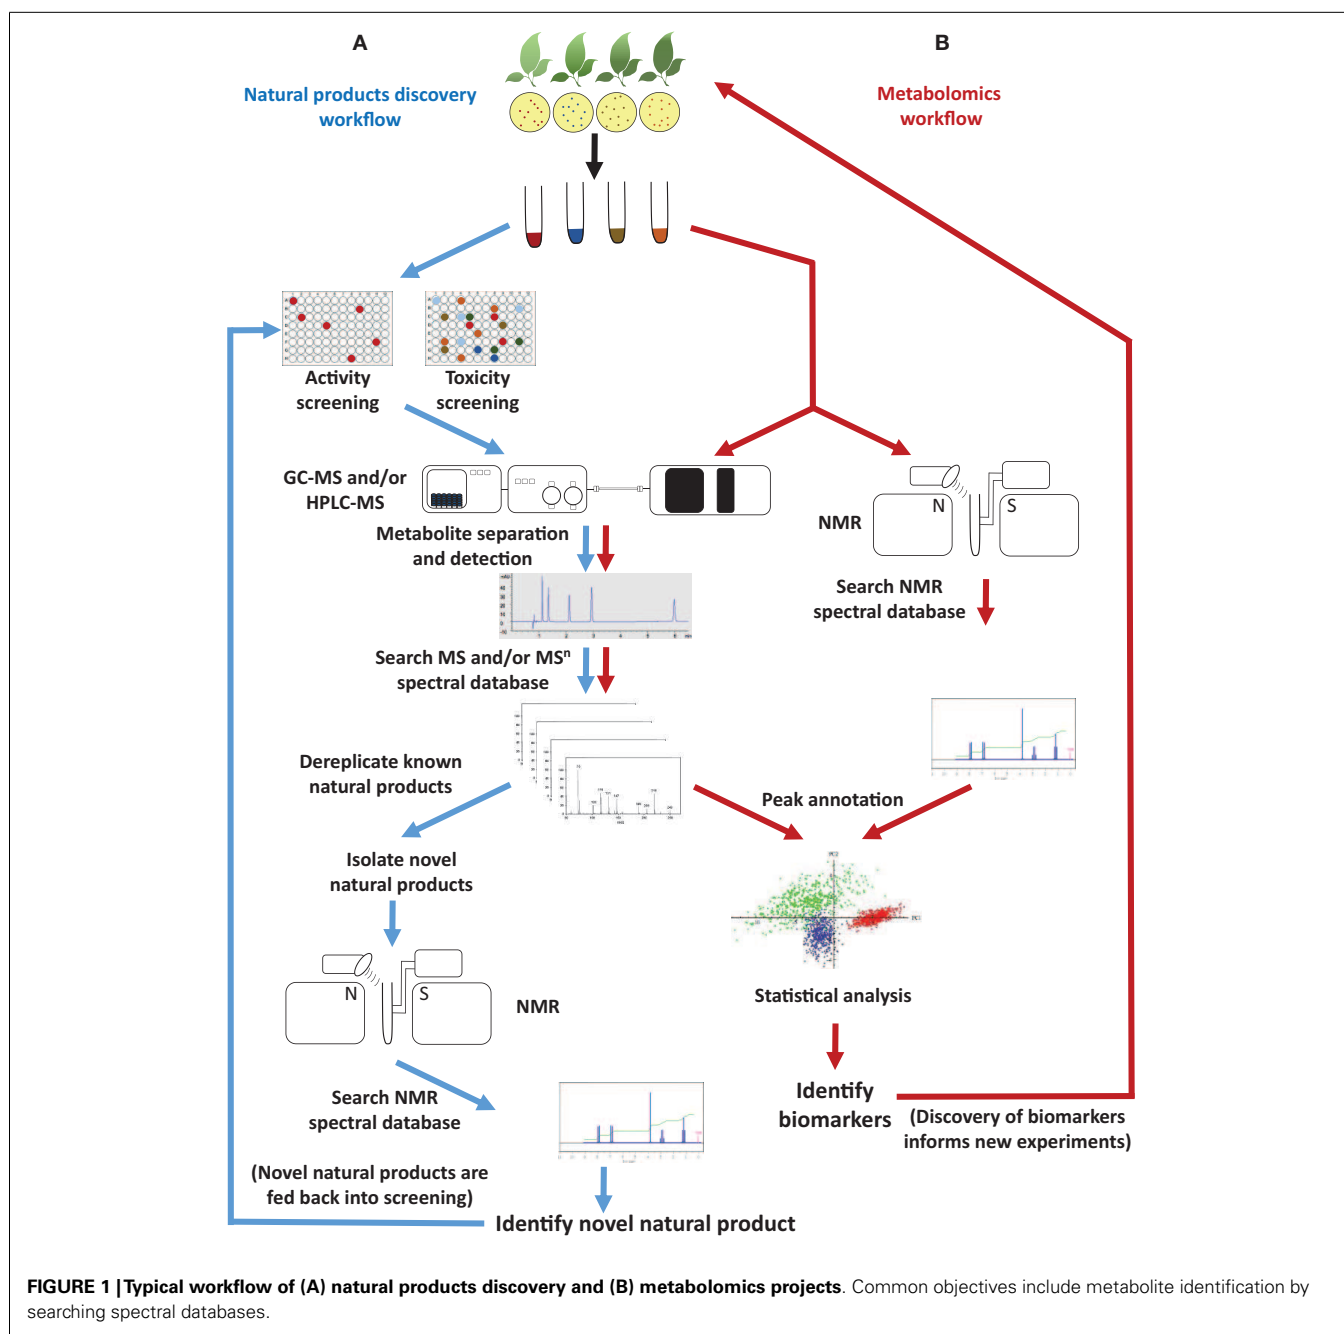 A
B
Natural products discovery
workflow
Metabolomics
workflow
Activity
screening
Toxicity
screening
GC-MS and/or
HPLC-MS
N
S
NMR
Metabolite separation
and detection
Search NMR
spectral database
Search MS and/or MSⁿ
spectral database
Dereplicate known
natural products
Peak annotation
Isolate novel
natural products
PC2
PC1
N
S
NMR
Statistical analysis
Search NMR
spectral database
Identify
biomarkers
(Discovery of biomarkers
informs new experiments)
(Novel natural products are
fed back into screening)
Identify novel natural product
FIGURE 1 | Typical workflow of (A) natural products discovery and (B) metabolomics projects. Common objectives include metabolite identification by
searching spectral databases.